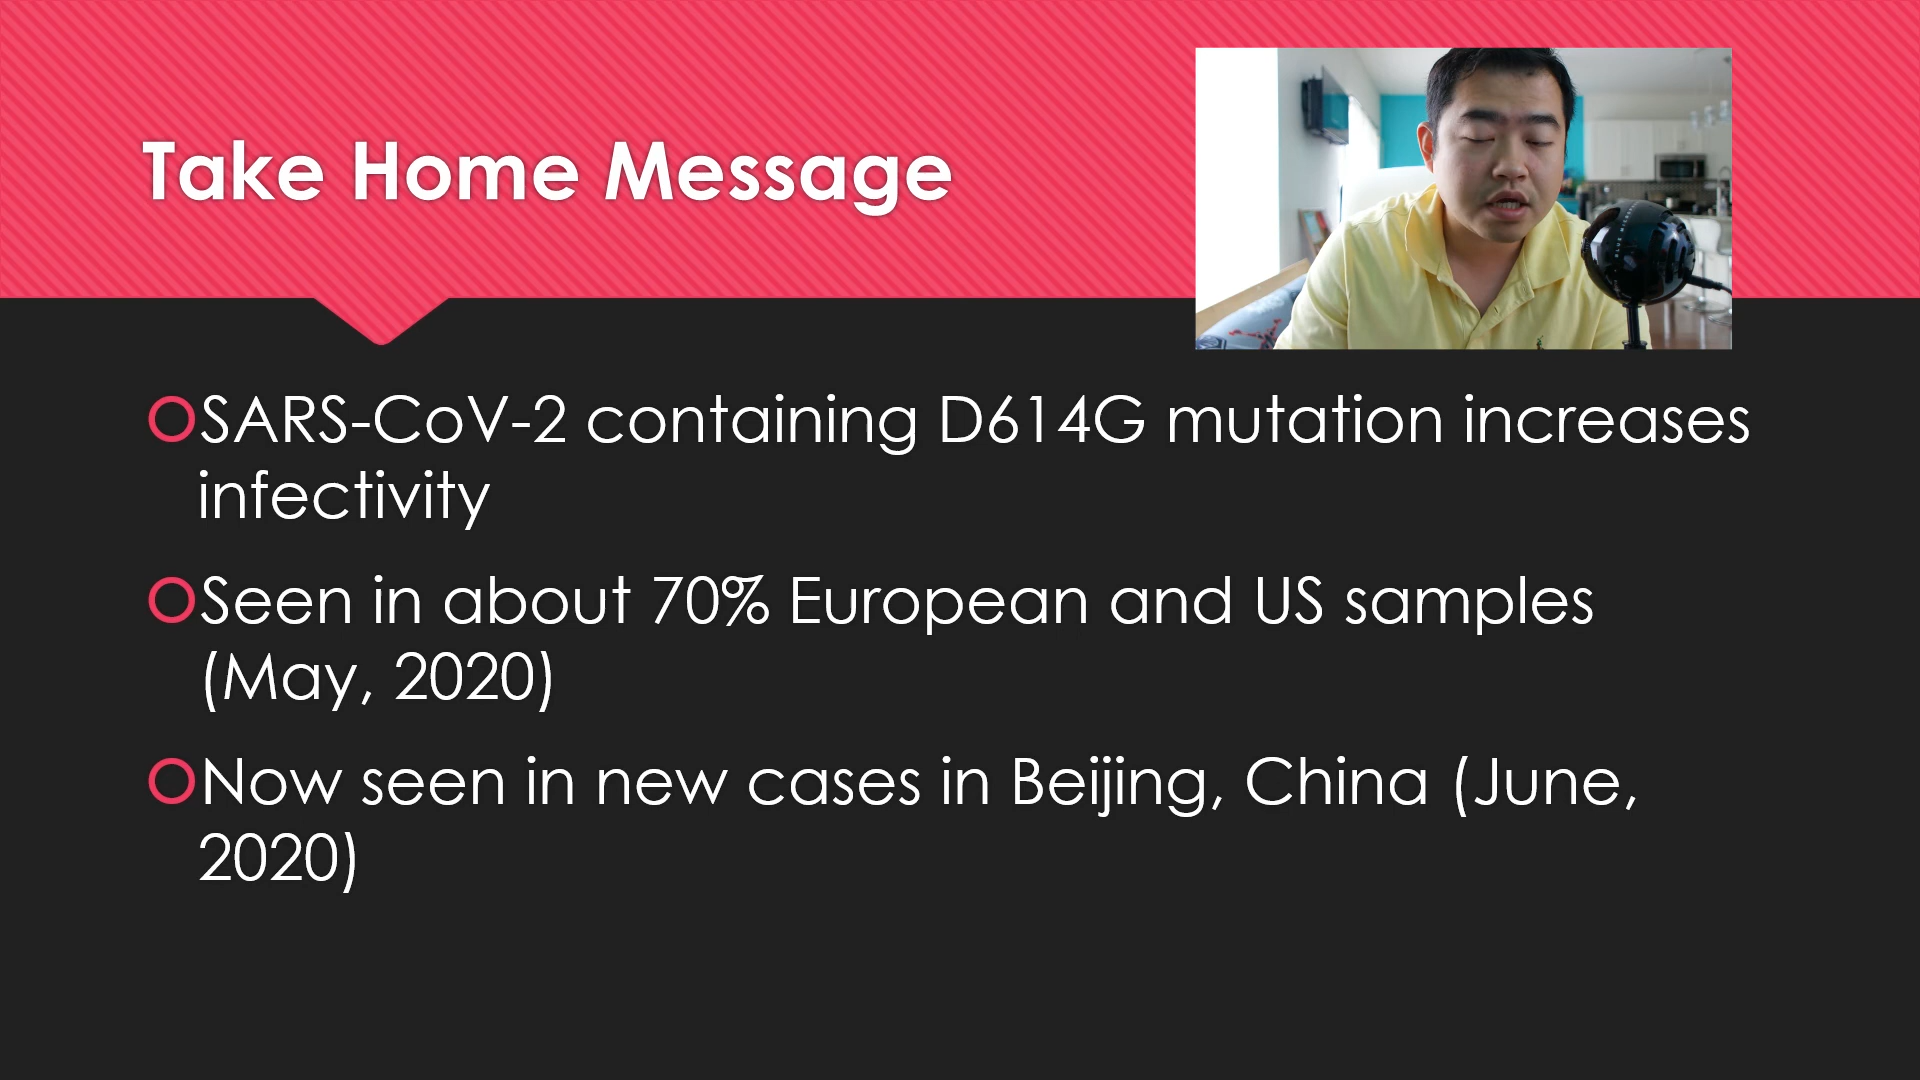 Take Home Message
SARS-CoV-2 containing D614G mutation increases
infectivity
Seen in about 70% European and US samples
(May, 2020)
Now seen in new cases in Beijing, China (June,
2020)